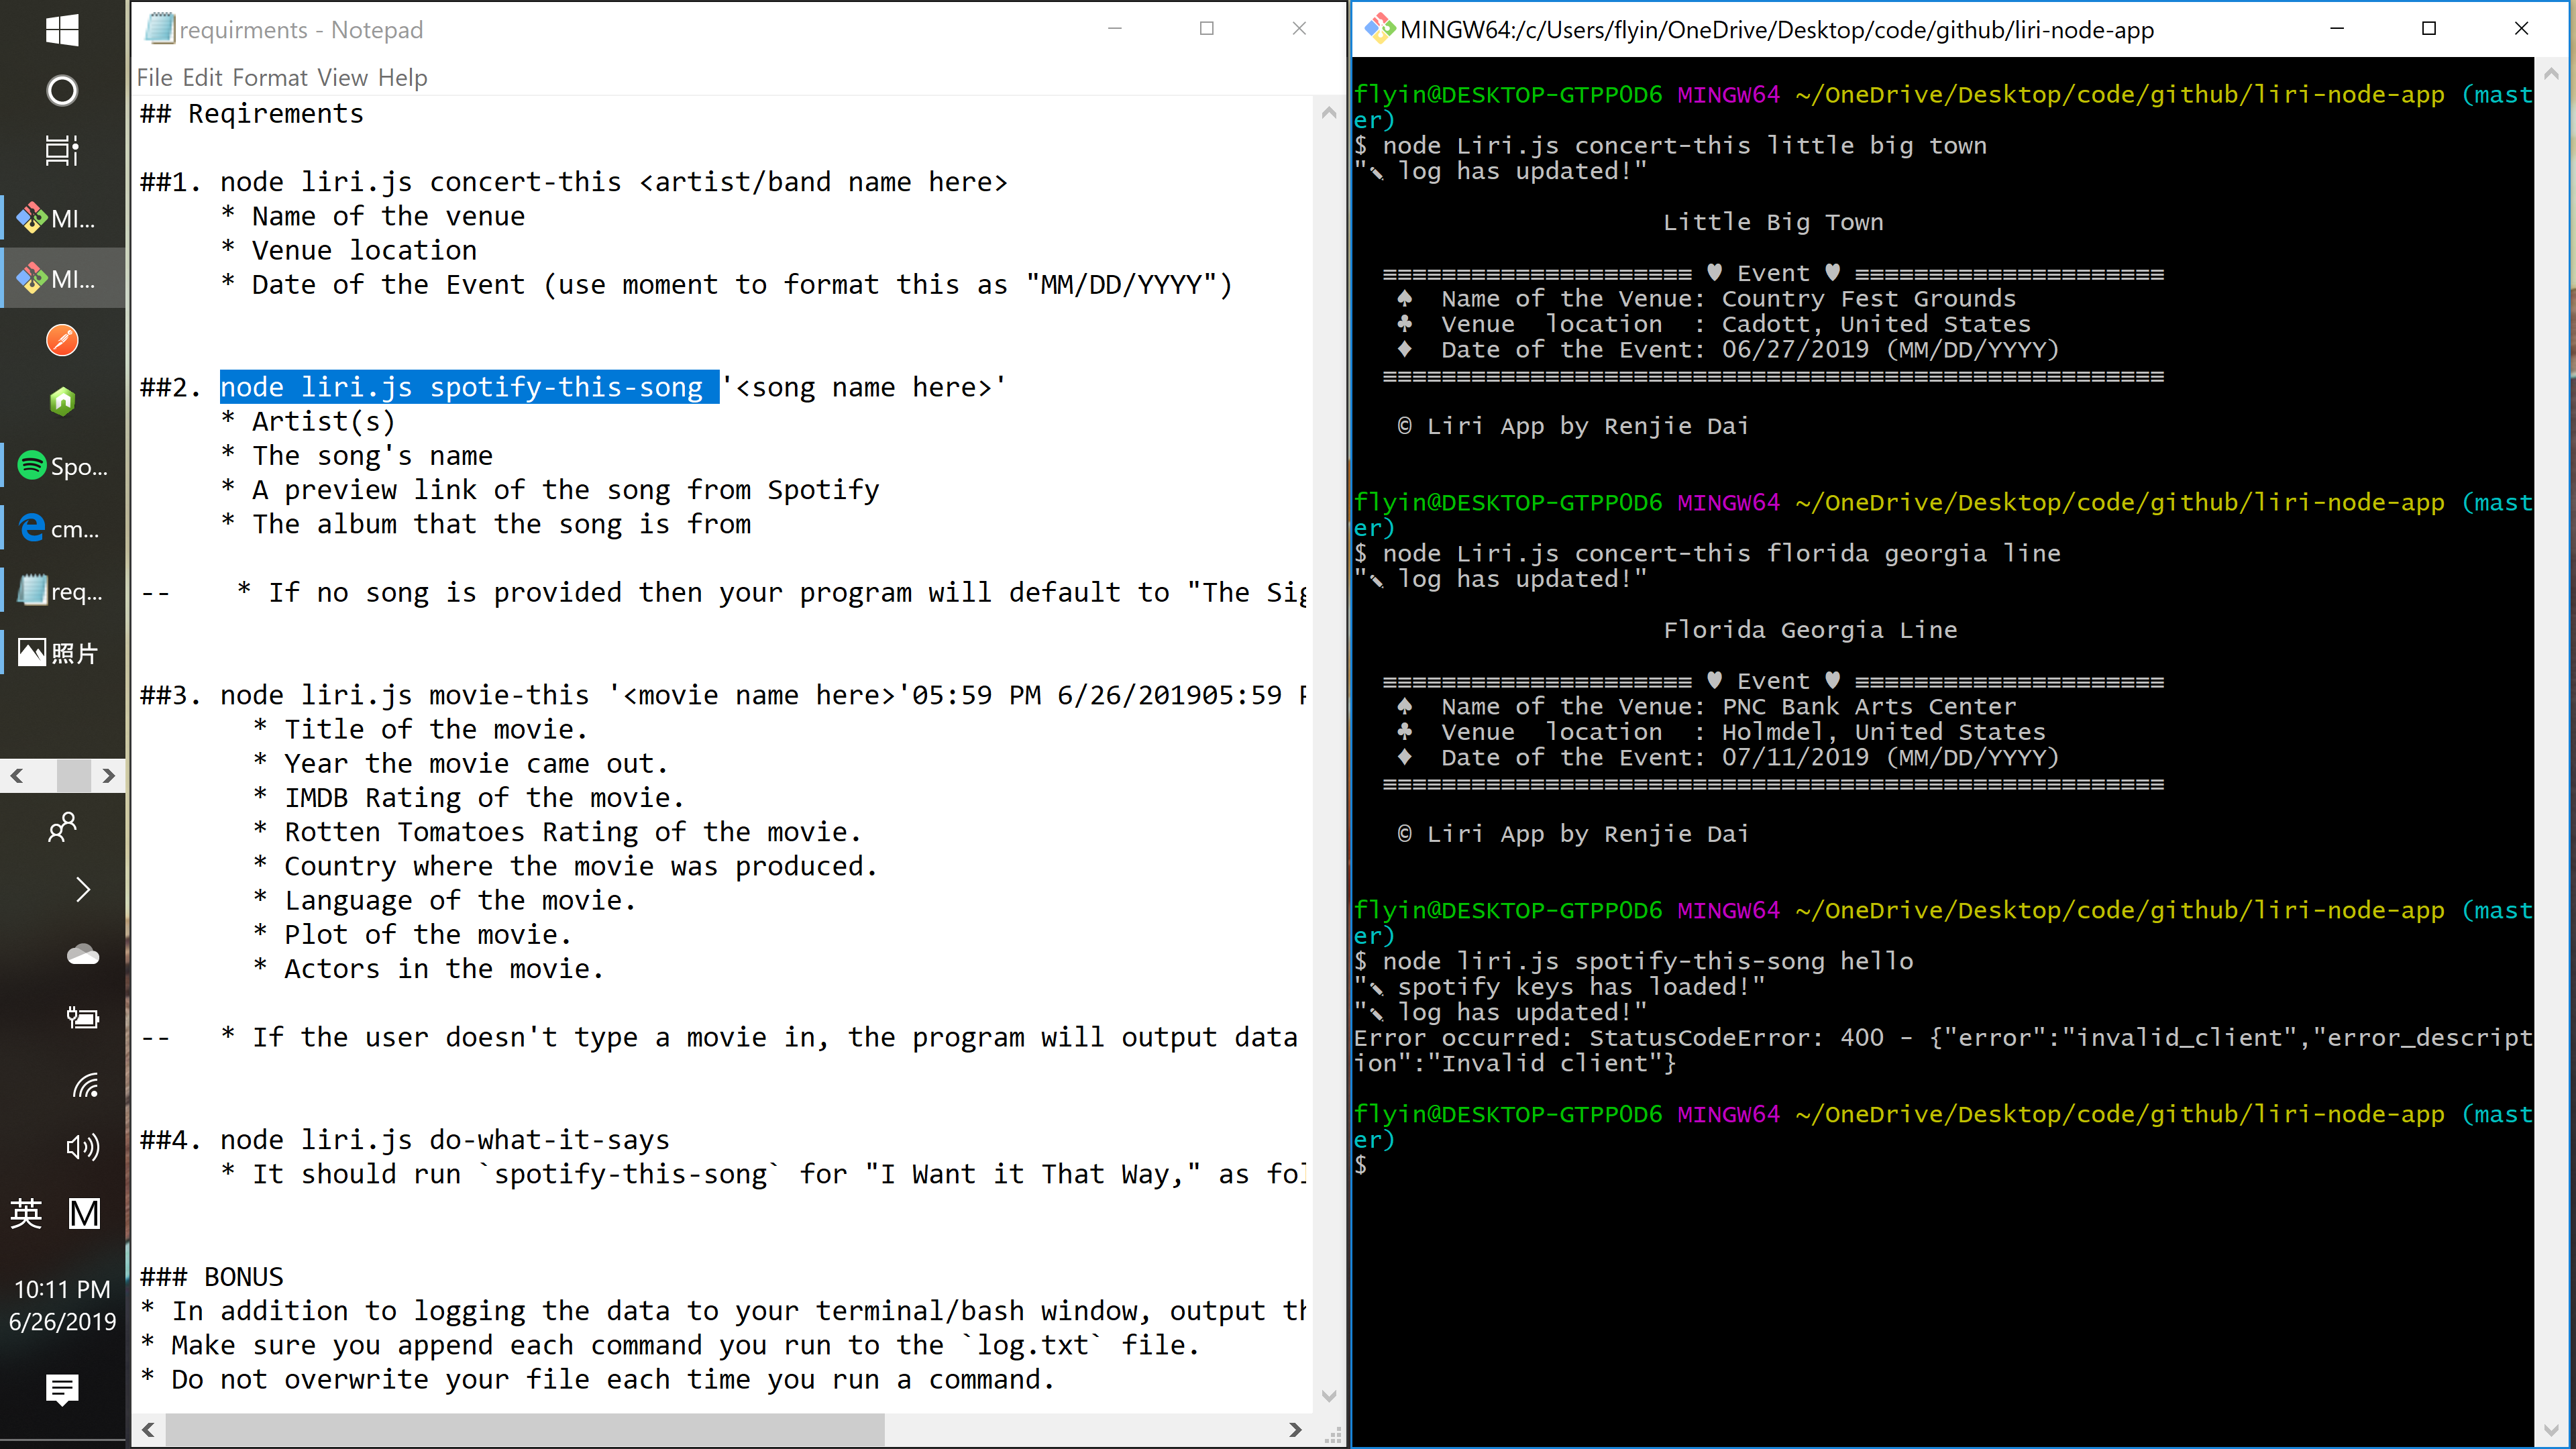 MI...
MI...
Spo...
cm...
req...
照片
英 M
10:11 PM
6/26/2019
requirments - Notepad
File Edit Format View Help
## Reqirements
##1. node liri.js concert-this <artist/band name here>
* Name of the venue
* Venue location
* Date of the Event (use moment to format this as "MM/DD/YYYY")
##2. node liri.js spotify-this-song '<song name here>'
* Artist(s)
* The song's name
* A preview link of the song from Spotify
* The album that the song is from
-- * If no song is provided then your program will default to "The Sig
##3. node liri.js movie-this '<movie name here>'05:59 PM 6/26/201905:59 P
* Title of the movie.
* Year the movie came out.
* IMDB Rating of the movie.
* Rotten Tomatoes Rating of the movie.
* Country where the movie was produced.
* Language of the movie.
* Plot of the movie.
* Actors in the movie.
-- * If the user doesn't type a movie in, the program will output data
##4. node liri.js do-what-it-says
* It should run `spotify-this-song` for "I Want it That Way," as fol
### BONUS
* In addition to logging the data to your terminal/bash window, output th
* Make sure you append each command you run to the `log.txt` file.
* Do not overwrite your file each time you run a command.
MINGW64:/c/Users/flyin/OneDrive/Desktop/code/github/liri-node-app
flyin@DESKTOP-GTPP0D6 MINGW64 ~/OneDrive/Desktop/code/github/liri-node-app (mast
er)
$ node Liri.js concert-this little big town
"✎ log has updated!"
Little Big Town
===================== ♥ Event ♥ =====================
♠ Name of the Venue: Country Fest Grounds
♣ Venue location : Cadott, United States
♦ Date of the Event: 06/27/2019 (MM/DD/YYYY)
=====================================================
© Liri App by Renjie Dai
flyin@DESKTOP-GTPP0D6 MINGW64 ~/OneDrive/Desktop/code/github/liri-node-app (mast
er)
$ node Liri.js concert-this florida georgia line
"✎ log has updated!"
Florida Georgia Line
===================== ♥ Event ♥ =====================
♠ Name of the Venue: PNC Bank Arts Center
♣ Venue location : Holmdel, United States
♦ Date of the Event: 07/11/2019 (MM/DD/YYYY)
=====================================================
© Liri App by Renjie Dai
flyin@DESKTOP-GTPP0D6 MINGW64 ~/OneDrive/Desktop/code/github/liri-node-app (mast
er)
$ node liri.js spotify-this-song hello
"✎ spotify keys has loaded!"
"✎ log has updated!"
Error occurred: StatusCodeError: 400 - {"error":"invalid_client","error_descript
ion":"Invalid client"}
flyin@DESKTOP-GTPP0D6 MINGW64 ~/OneDrive/Desktop/code/github/liri-node-app (mast
er)
$